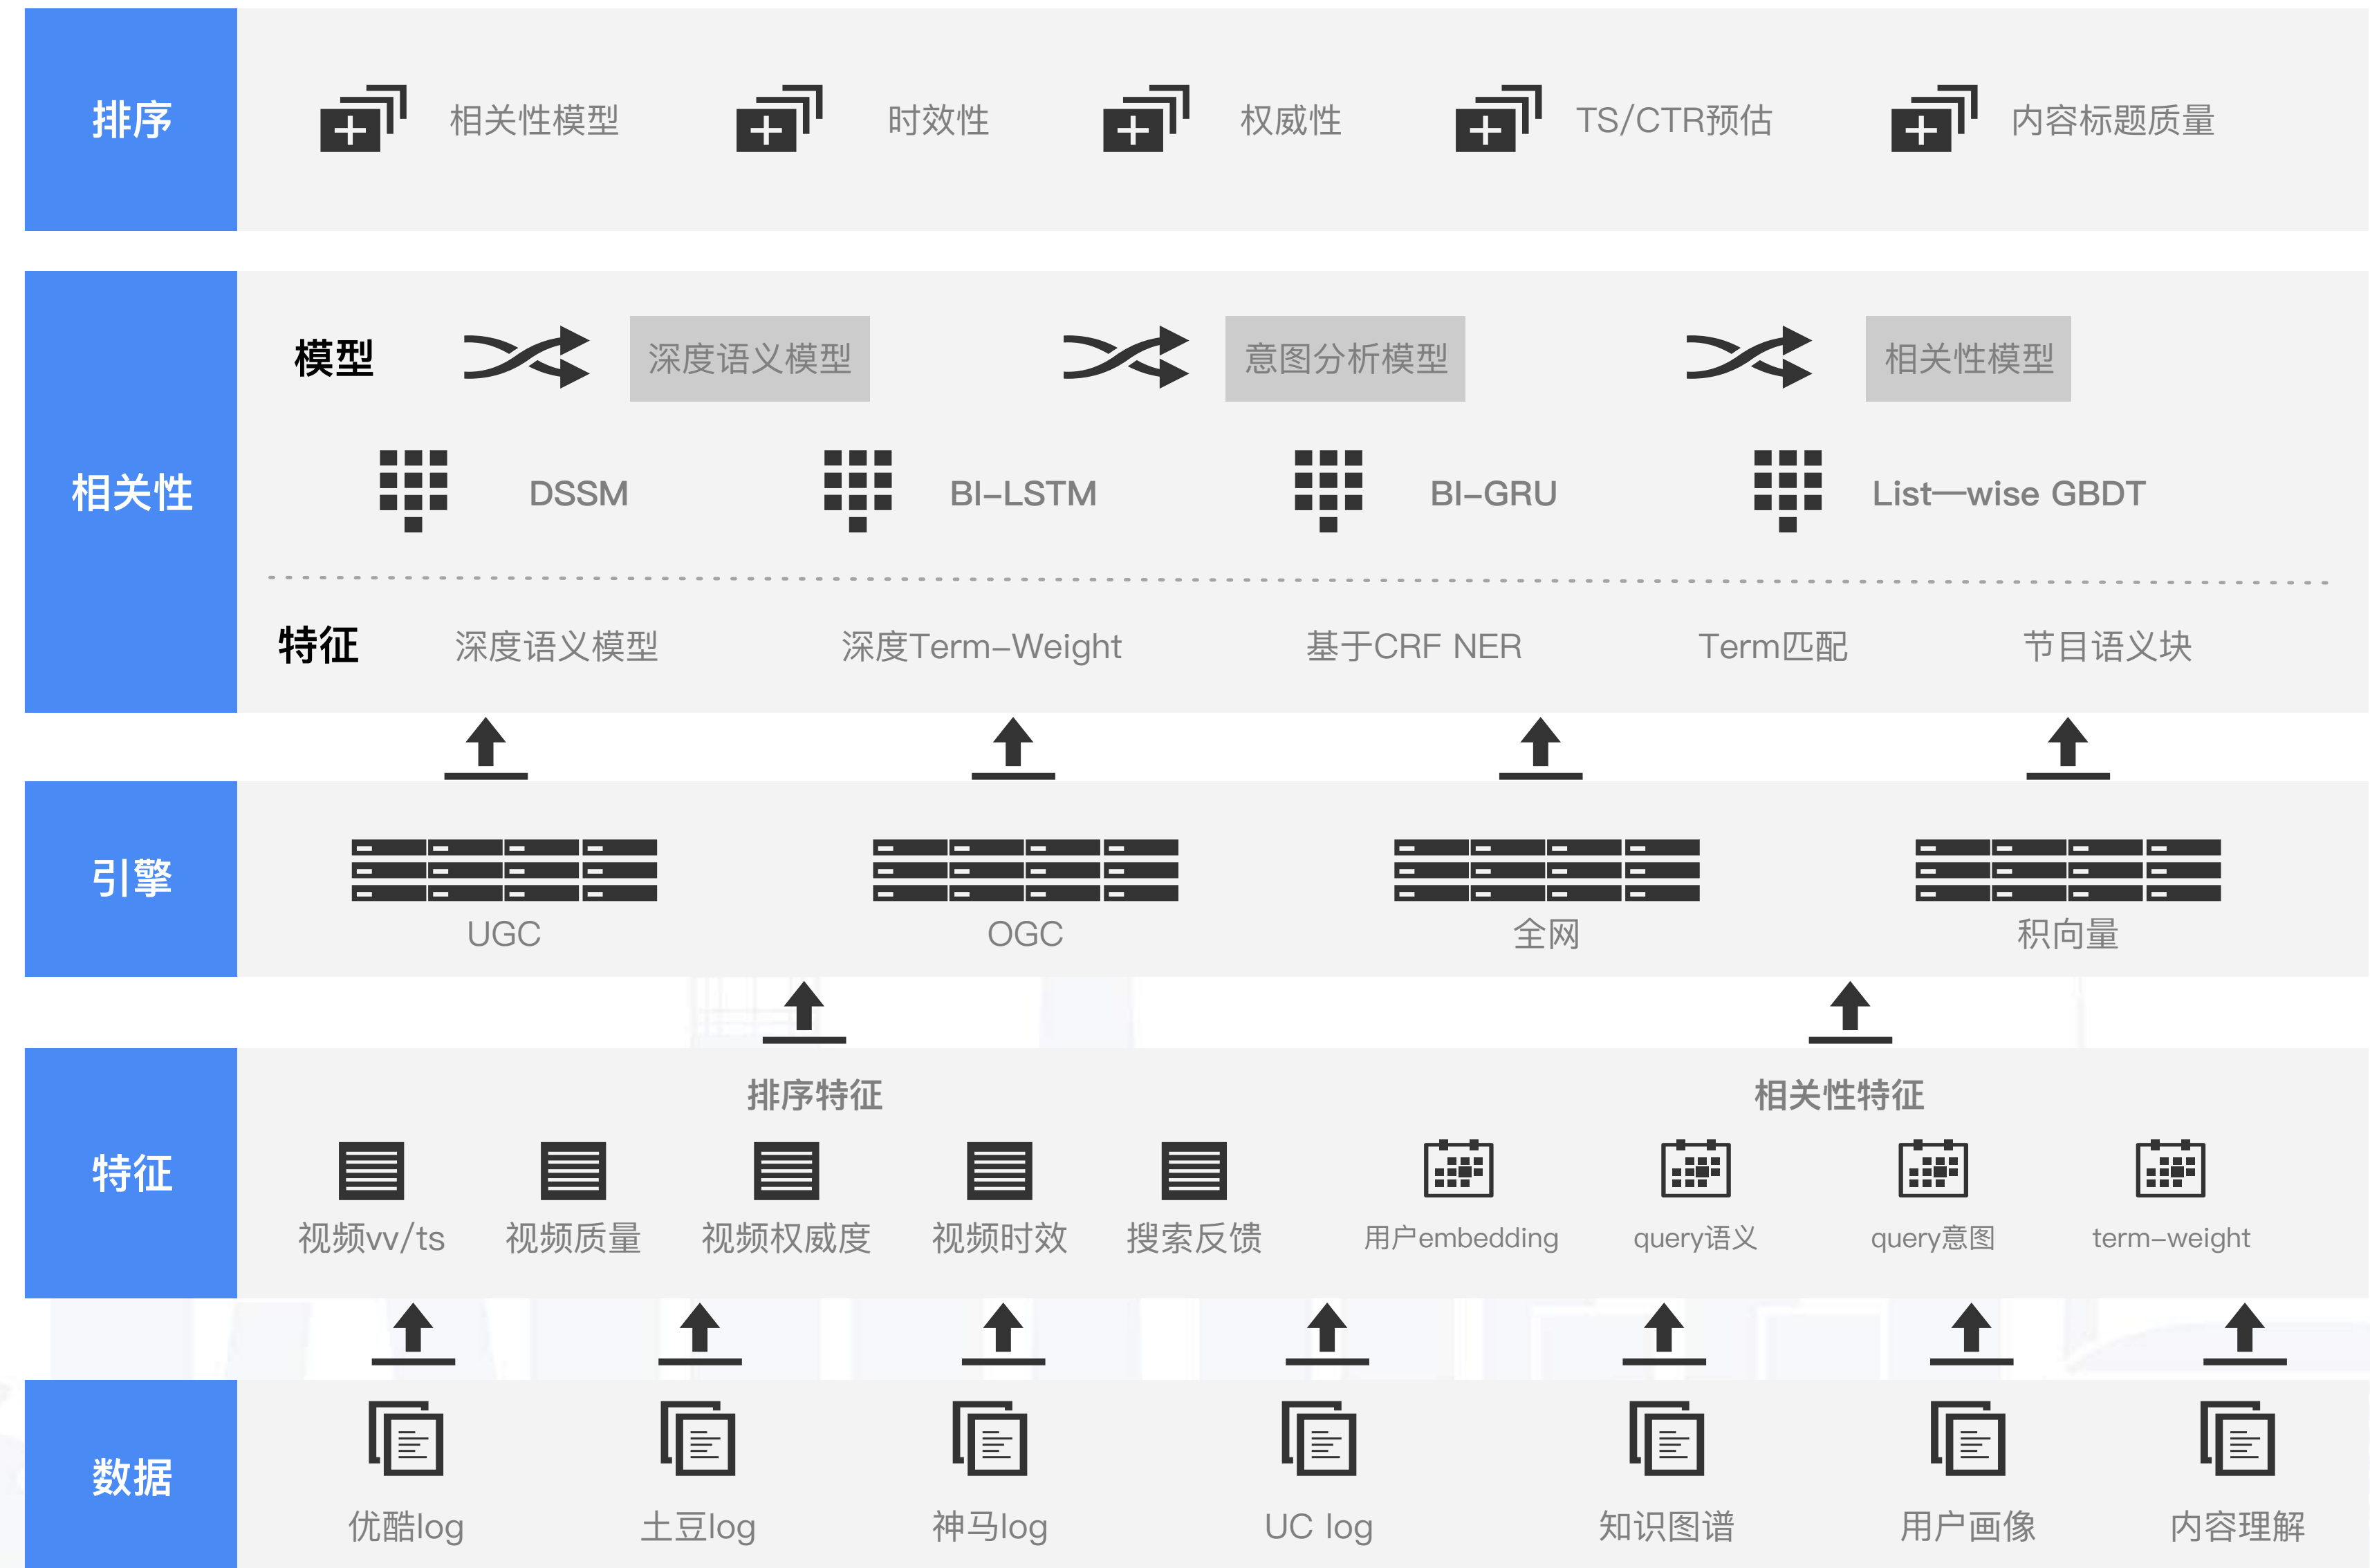 排序
相关性模型 时效性 权威性 TS/CTR预估 内容标题质量
相关性
模型 深度语义模型 意图分析模型 相关性模型
DSSM BI-LSTM BI-GRU List—wise GBDT
特征 深度语义模型 深度Term-Weight 基于CRF NER Term匹配 节目语义块
引擎
UGC OGC 全网 积向量
特征
排序特征 相关性特征
视频vv/ts 视频质量 视频权威度 视频时效 搜索反馈 用户embedding query语义 query意图 term-weight
数据
优酷log 土豆log 神马log UC log 知识图谱 用户画像 内容理解